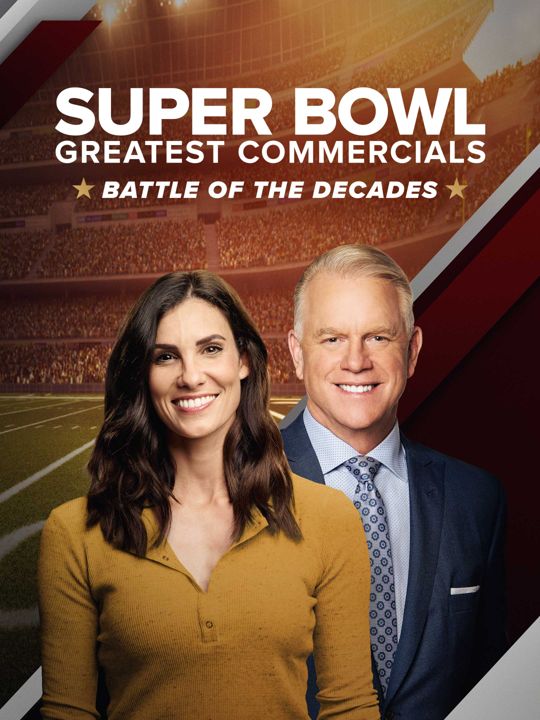 SUPER BOWL
GREATEST COMMERCIALS
BATTLE OF THE DECADES